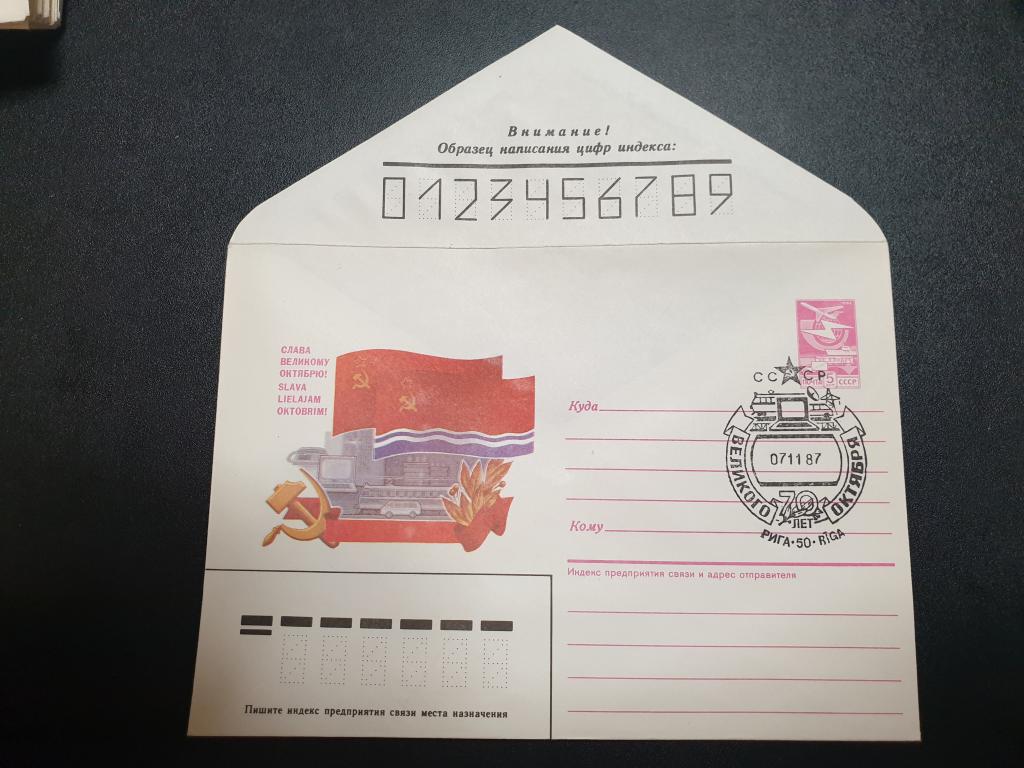 Внимание!
Образец написания цифр индекса:
0123456789
СЛАВА
ВЕЛИКОМУ
ОКТЯБРЮ!
SLAVA
LIELAJAM
OKTOBRIM!
ПОЧТА 5 СССР
СССР
ВЕЛИКОГО ОКТЯБРЯ
071187
70
ЛЕТ
РИГА·50·RĪGA
Куда
Кому
Индекс предприятия связи и адрес отправителя
Пишите индекс предприятия связи места назначения